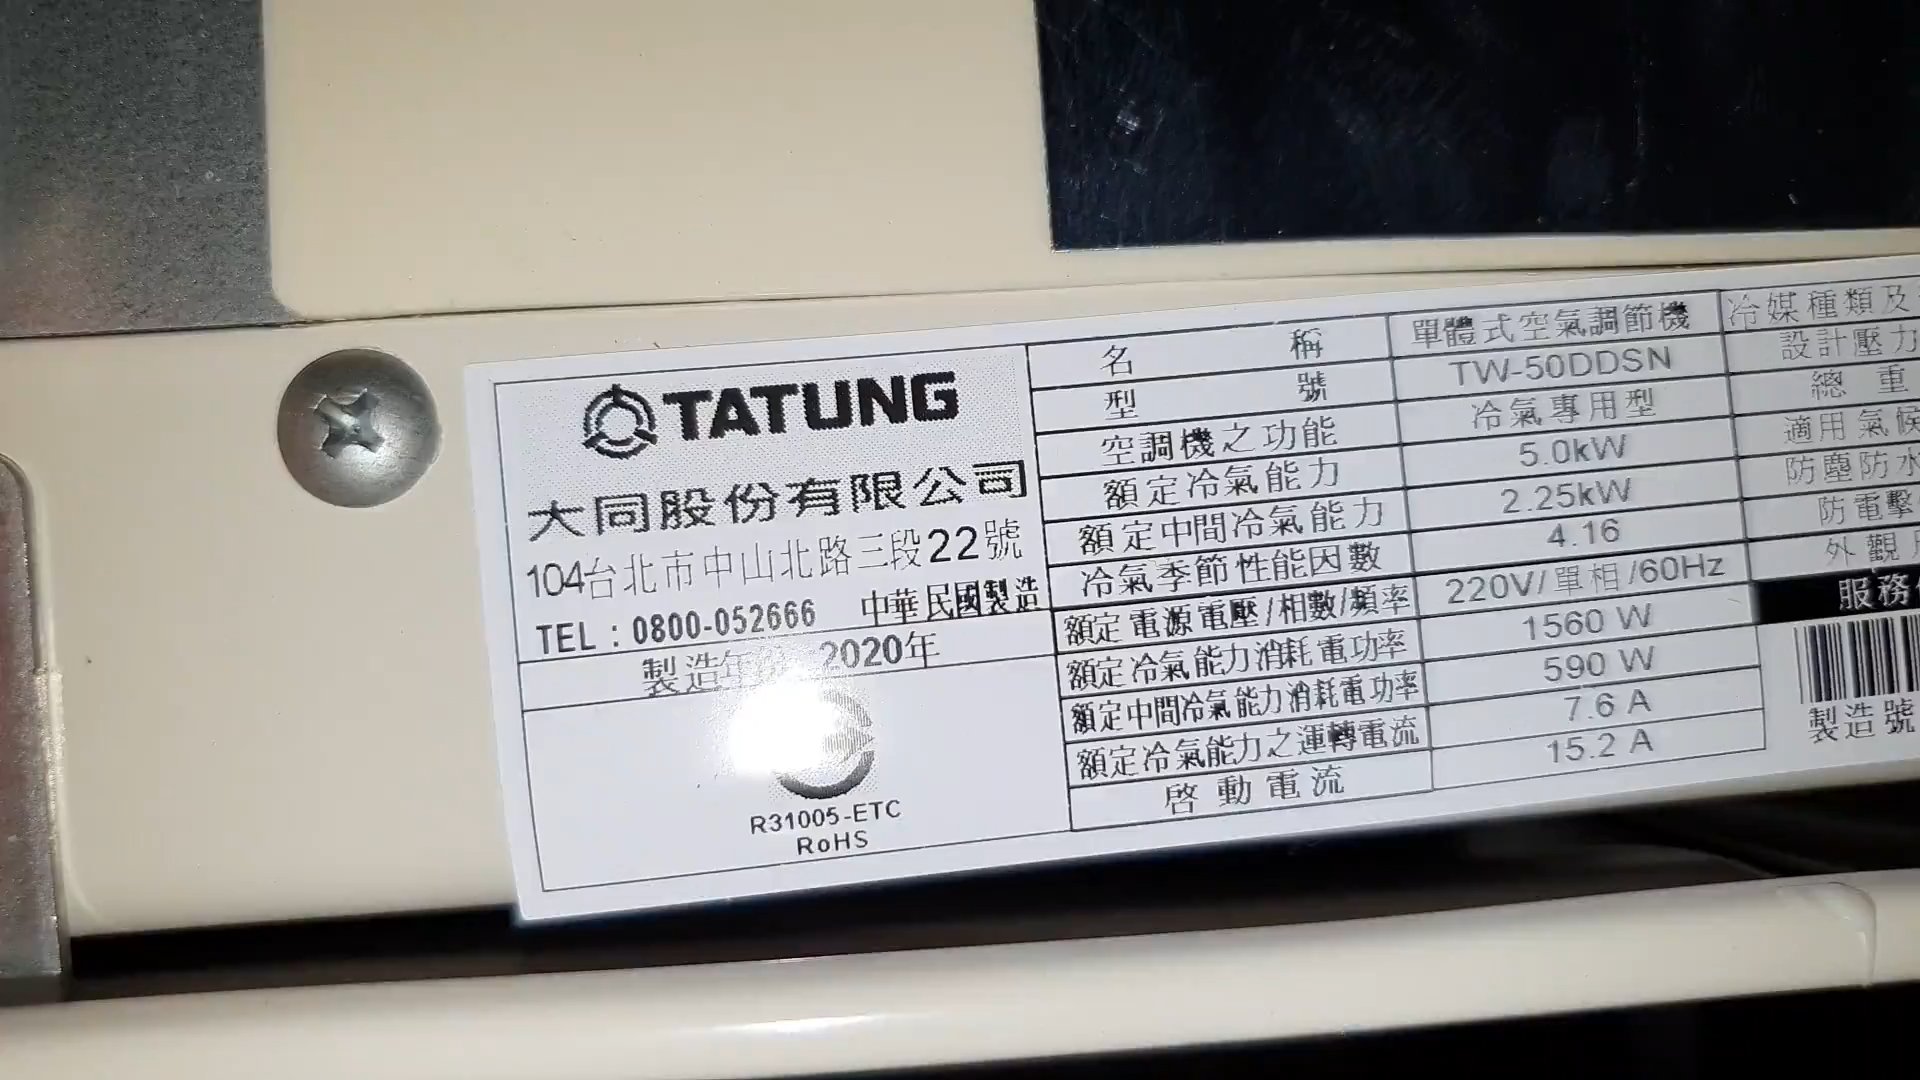 TATUNG
大同股份有限公司
104台北市中山北路三段22號
TEL：0800-052666 中華民國製造
製造年 2020年
R31005-ETC
RoHS
名稱 單體式空氣調節機
型號 TW-50DDSN
空調機之功能 冷氣專用型
額定冷氣能力 5.0kW
額定中間冷氣能力 2.25kW
冷氣季節性能因數 4.16
額定電源電壓/相數/頻率 220V/單相/60Hz
額定冷氣能力消耗電功率 1560 W
額定中間冷氣能力消耗電功率 590 W
額定冷氣能力之運轉電流 7.6 A
啓動電流 15.2 A
冷媒種類及
設計壓力
總重
適用氣候
防塵防水
防電擊
外觀
服務
製造號